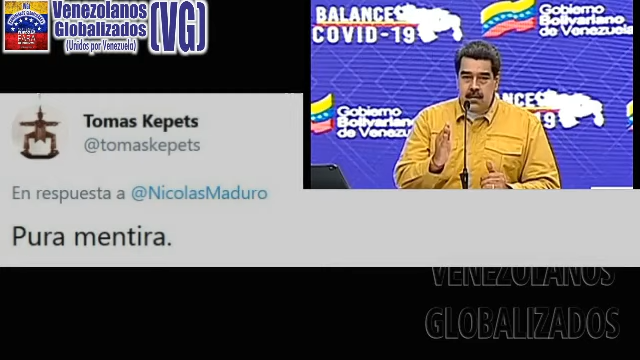 Venezolanos
Globalizados
(Unidos por Venezuela)
(VG)
BALANCE
COVID-19
Gobierno
Bolivariano
de Venezuela
Gobierno
Bolivariano
de Venezuela
Tomas Kepets
@tomaskepets
En respuesta a @NicolasMaduro
Pura mentira.
VENEZOLANOS
GLOBALIZADOS